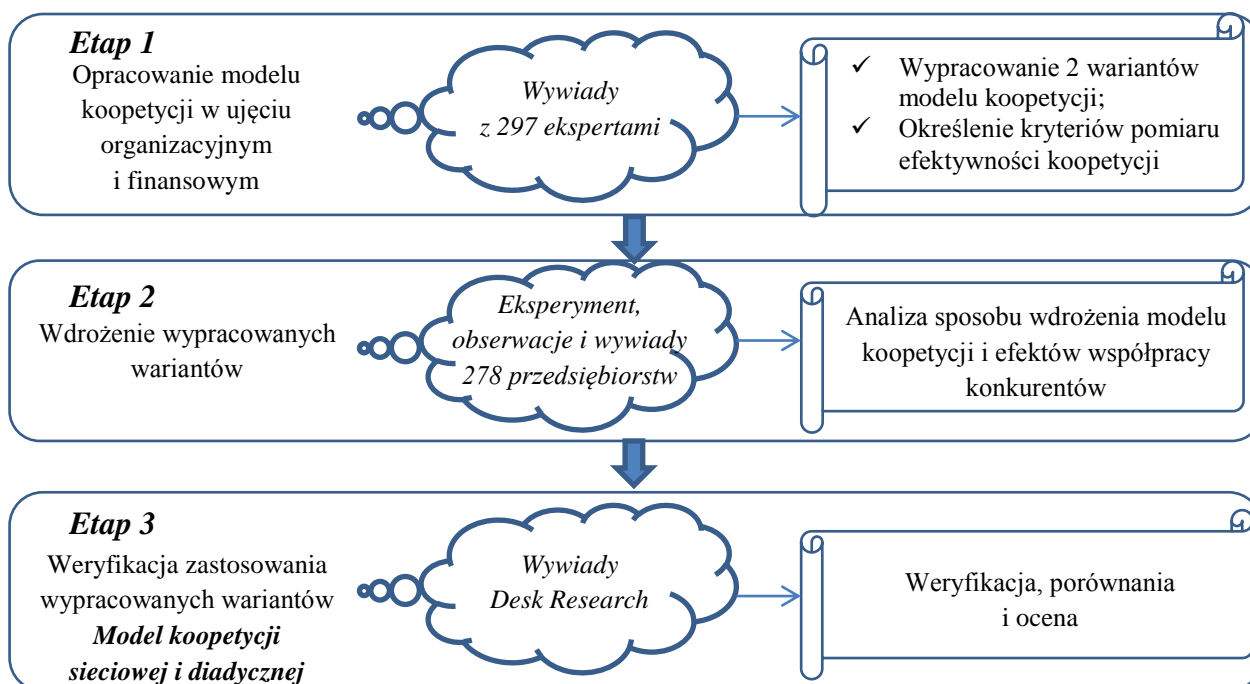 Etap 1
Opracowanie modelu
koopetycji w ujęciu
organizacyjnym
i finansowym
Wywiady
z 297 ekspertami
✓ Wypracowanie 2 wariantów
modelu koopetycji;
✓ Określenie kryteriów pomiaru
efektywności koopetycji
Etap 2
Wdrożenie wypracowanych
wariantów
Eksperyment,
obserwacje i wywiady
278 przedsiębiorstw
Analiza sposobu wdrożenia modelu
koopetycji i efektów współpracy
konkurentów
Etap 3
Weryfikacja zastosowania
wypracowanych wariantów
Model koopetycji
sieciowej i diadycznej
Wywiady
Desk Research
Weryfikacja, porównania
i ocena